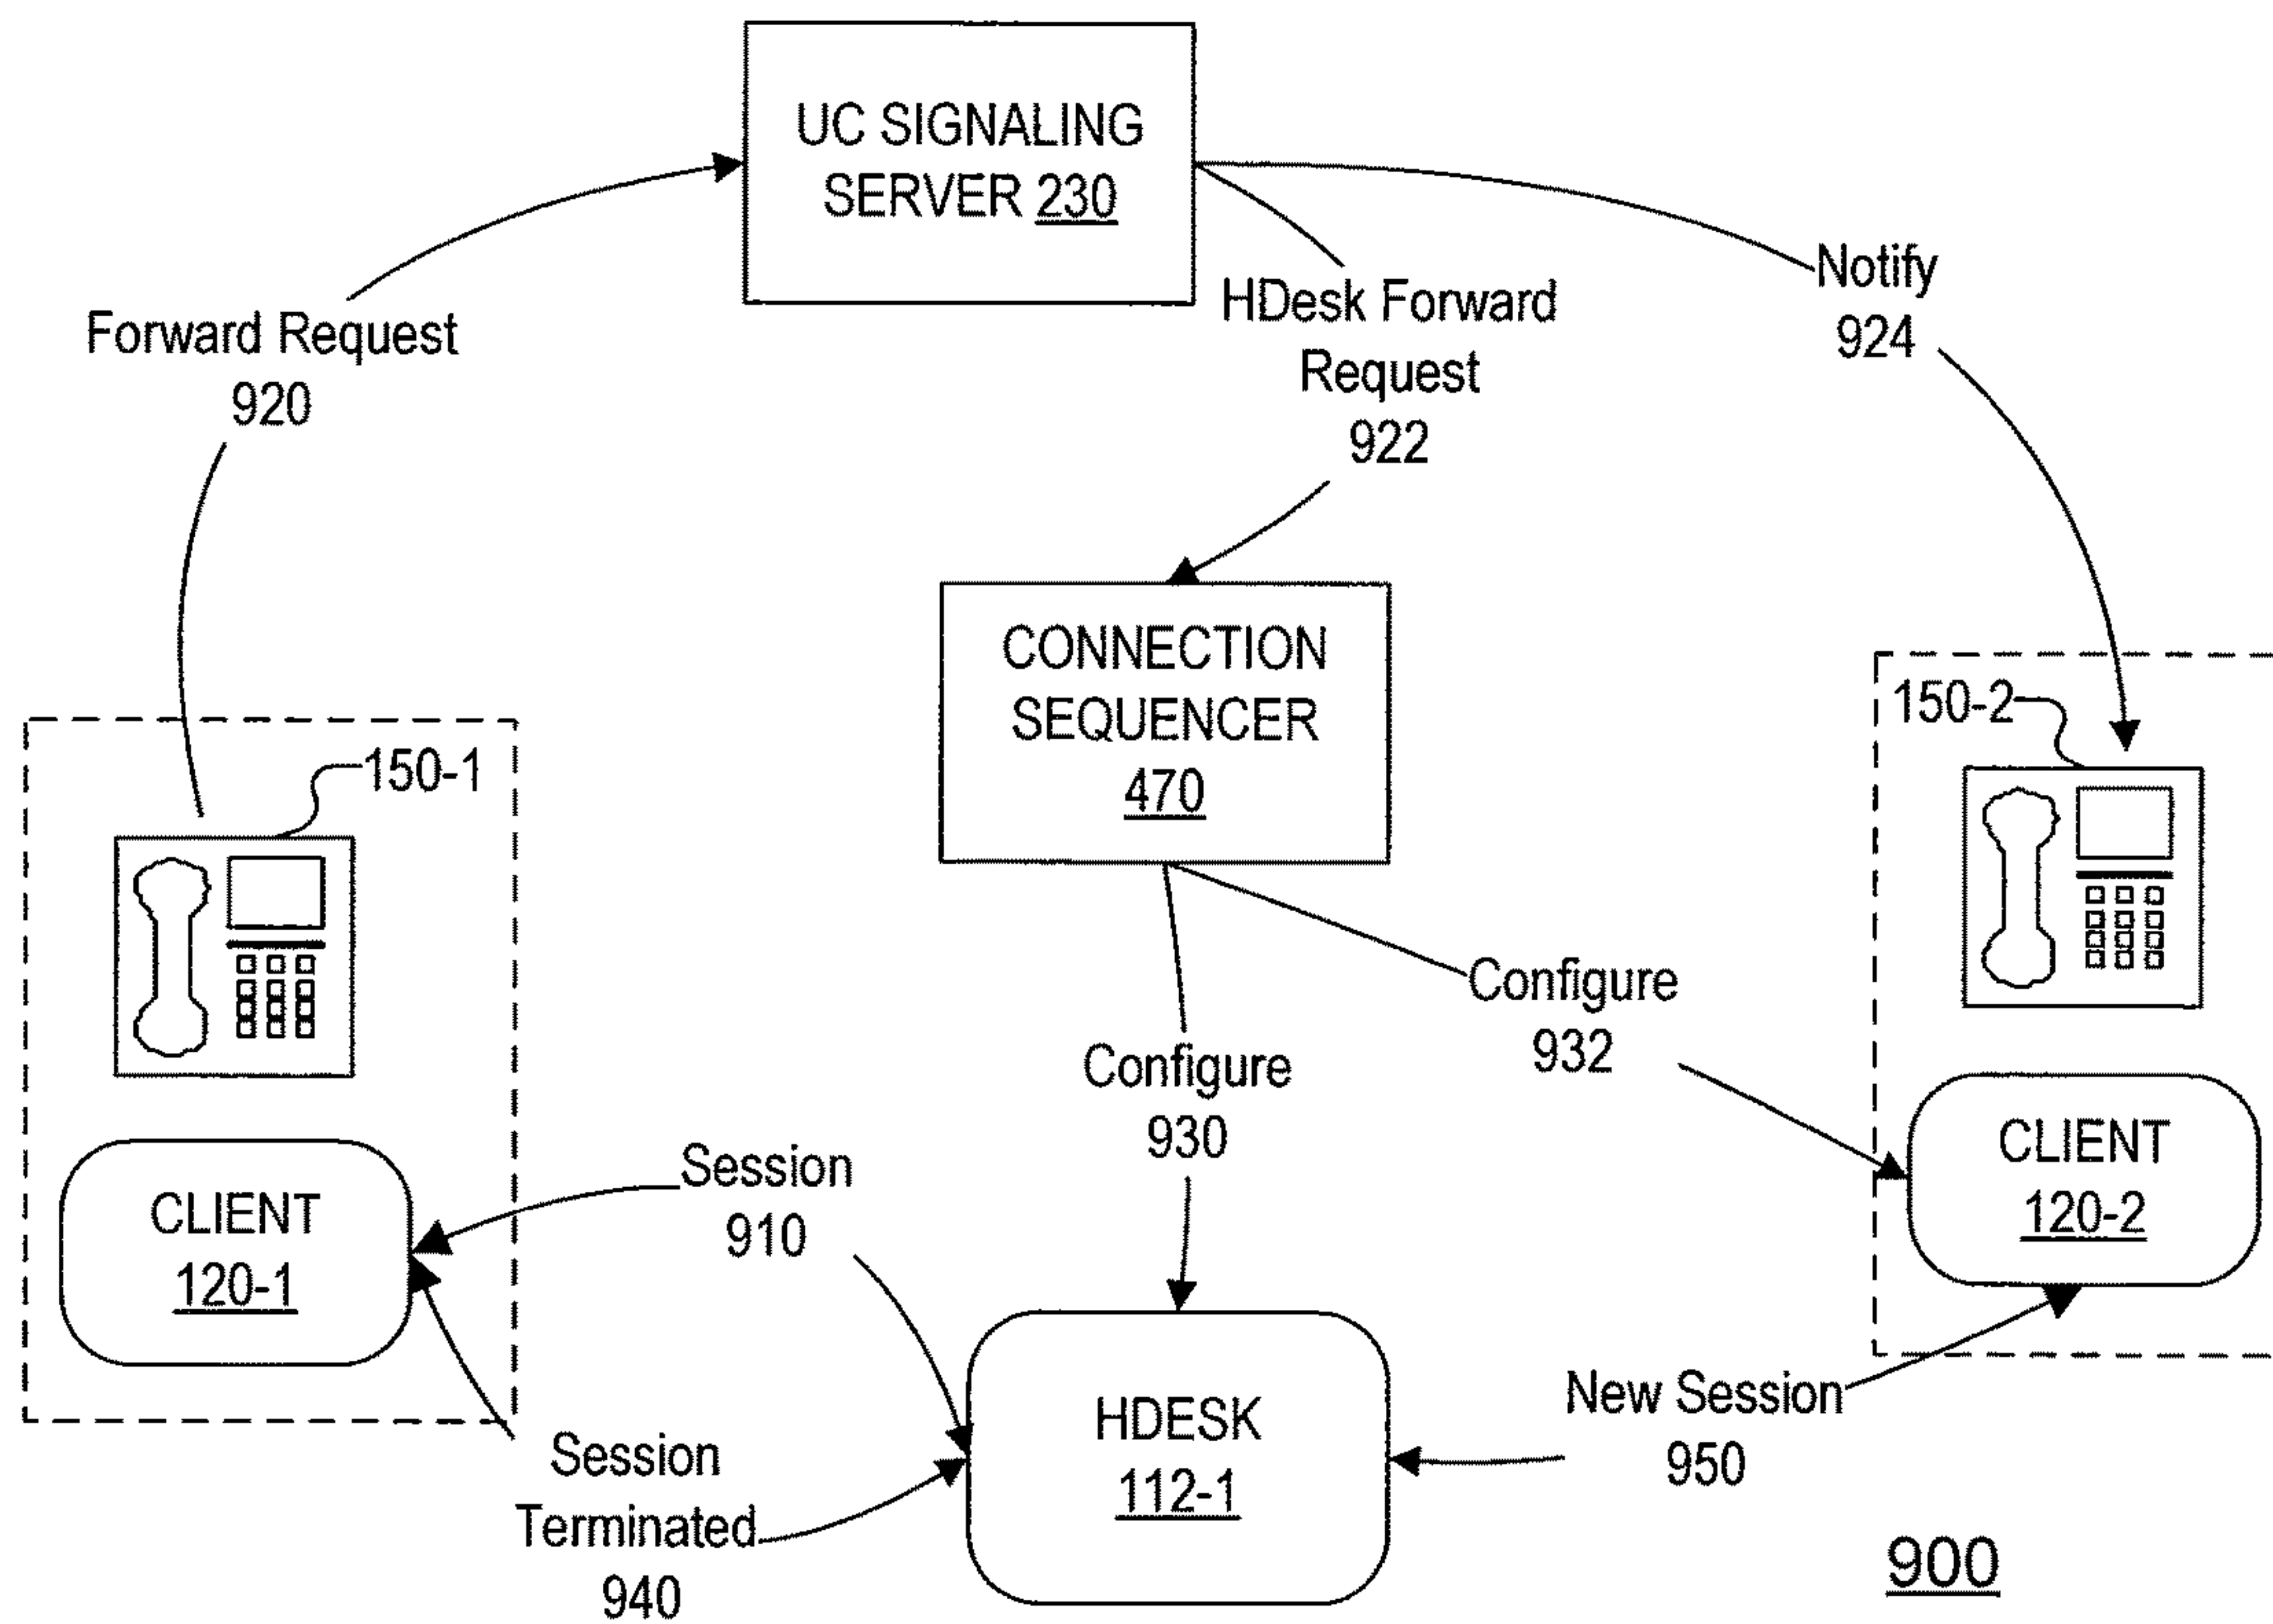 UC SIGNALING
SERVER 230
Forward Request
920
HDesk Forward
Request
922
Notify
924
CONNECTION
SEQUENCER
470
150-1
150-2
Configure
932
Configure
930
CLIENT
120-1
Session
910
CLIENT
120-2
Session
Terminated
940
HDESK
112-1
New Session
950
900